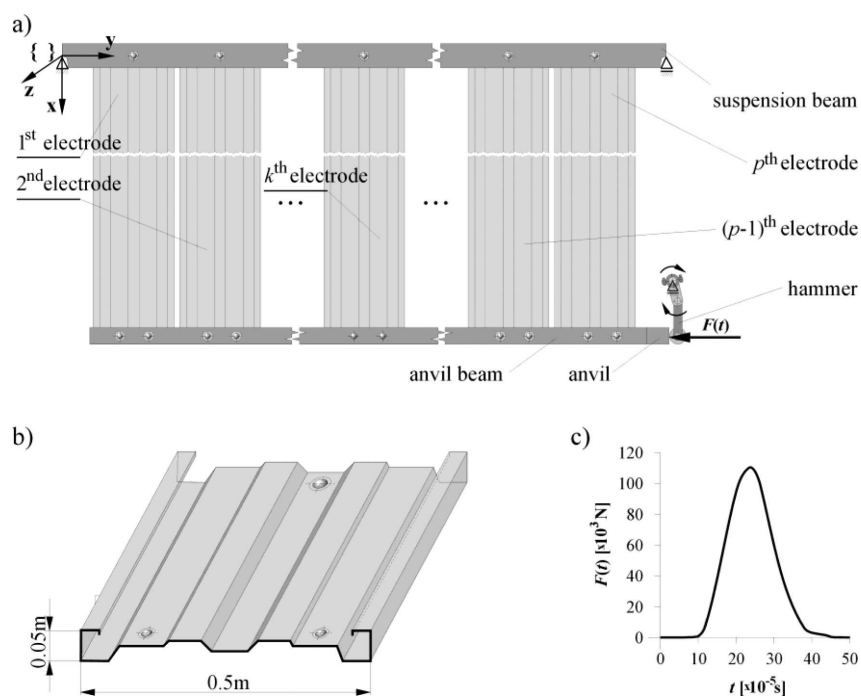 a)
{ }
y
z
x
suspension beam
1st electrode
2nd electrode
kth electrode
pth electrode
(p-1)th electrode
hammer
...
...
F(t)
anvil beam
anvil
b)
0.05m
0.5m
c)
F(t) [x10³N]
120
100
80
60
40
20
0
0 10 20 30 40 50
t [x10⁻⁵s]